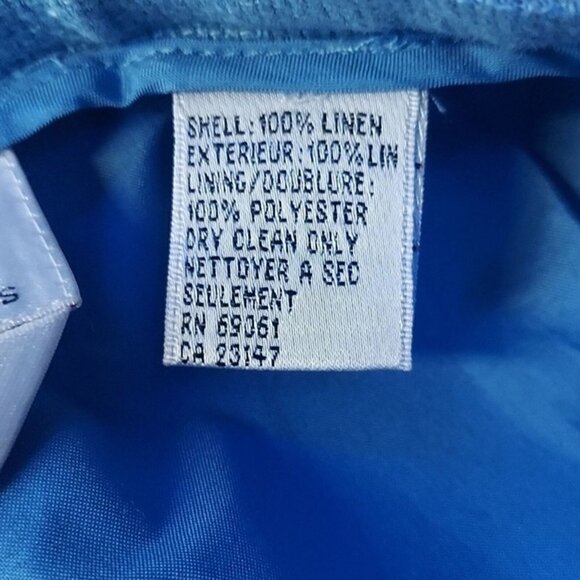 SHELL: 100% LINEN
EXTERIEUR: 100% LIN
LINING/DOUBLURE:
100% POLYESTER
DRY CLEAN ONLY
NETTOYER A SEC
SEULEMENT
RN 69061
CA 23147
S